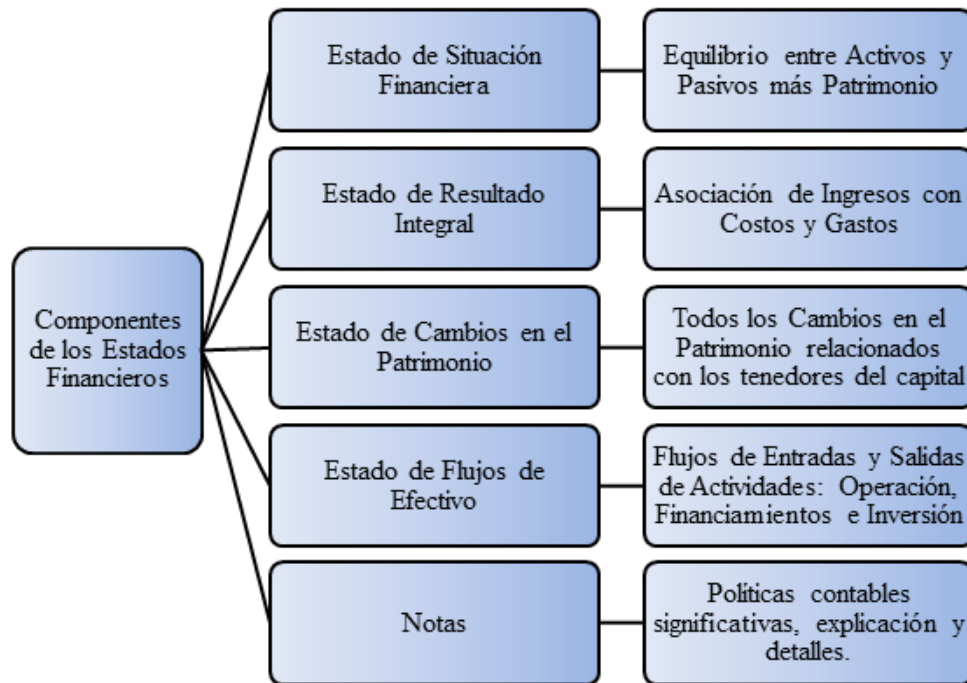 Componentes
de los Estados
Financieros
Estado de Situación
Financiera
Equilibrio entre Activos y
Pasivos más Patrimonio
Estado de Resultado
Integral
Asociación de Ingresos con
Costos y Gastos
Estado de Cambios en el
Patrimonio
Todos los Cambios en el
Patrimonio relacionados
con los tenedores del capital
Estado de Flujos de
Efectivo
Flujos de Entradas y Salidas
de Actividades: Operación,
Financiamientos e Inversión
Notas
Políticas contables
significativas, explicación y
detalles.